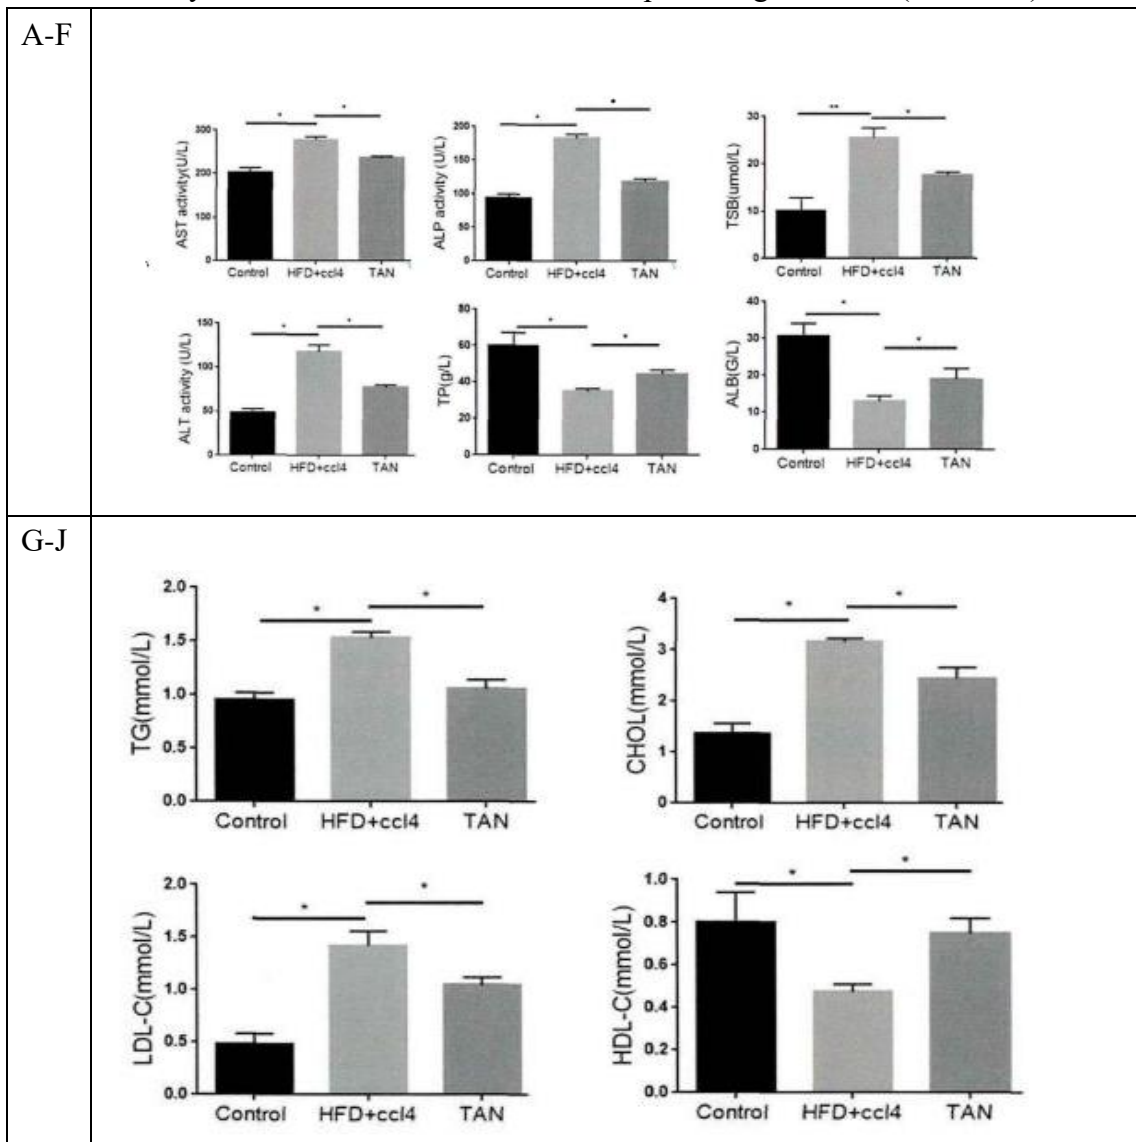 A-F
* *
AST activity(U/L)
300
200
100
0
Control HFD+ccl4 TAN
* *
ALP activity (U/L)
200
150
100
50
0
Control HFD+ccl4 TAN
** *
TSB(umol/L)
30
20
10
0
Control HFD+ccl4 TAN
* *
ALT activity (U/L)
150
100
50
0
Control HFD+ccl4 TAN
* *
TP(g/L)
80
60
40
20
0
Control HFD+ccl4 TAN
* *
ALB(G/L)
40
30
20
10
0
Control HFD+ccl4 TAN
G-J
* *
TG(mmol/L)
2.0
1.5
1.0
0.5
0.0
Control HFD+ccl4 TAN
* *
CHOL(mmol/L)
4
3
2
1
0
Control HFD+ccl4 TAN
* *
LDL-C(mmol/L)
2.0
1.5
1.0
0.5
0.0
Control HFD+ccl4 TAN
* *
HDL-C(mmol/L)
1.0
0.8
0.6
0.4
0.2
0.0
Control HFD+ccl4 TAN